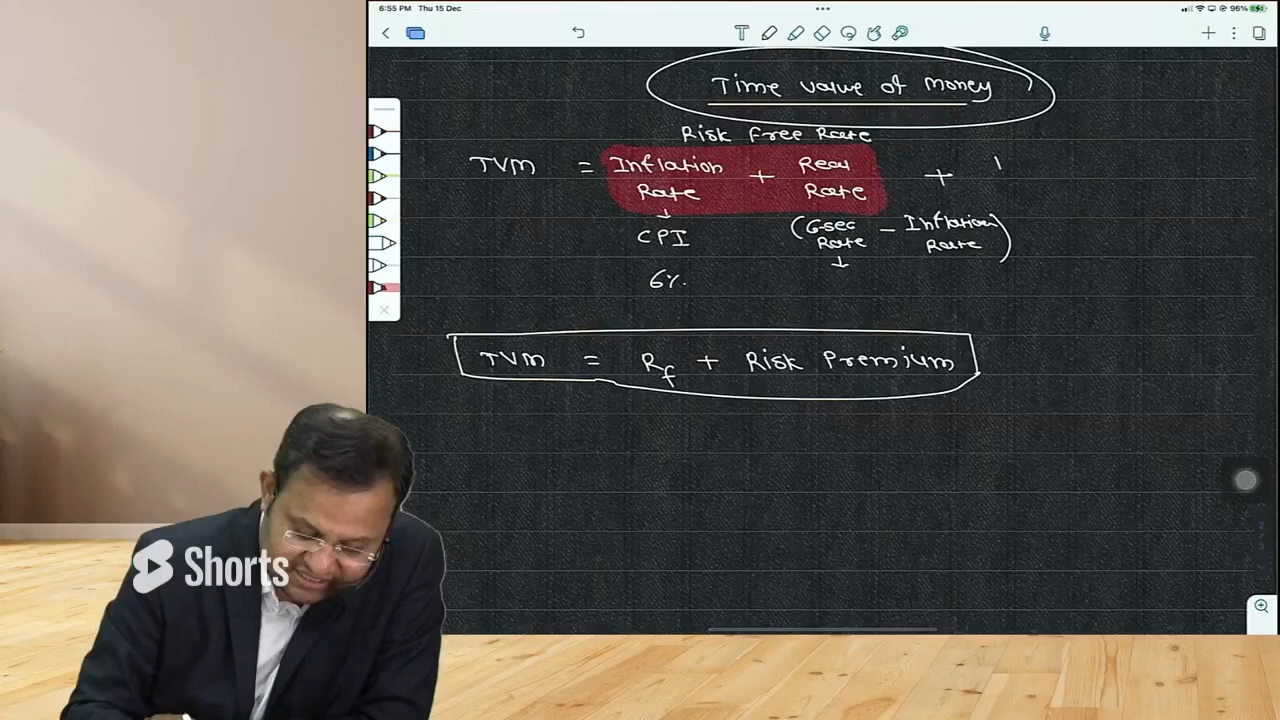 6:55 PM Thu 15 Dec
96%
Time value of money
Risk Free Rate
TVM = Inflation Rate + Real Rate +
CPI
(G-sec Rate - Inflation Rate)
6%.
TVM = Rf + Risk Premium
Shorts